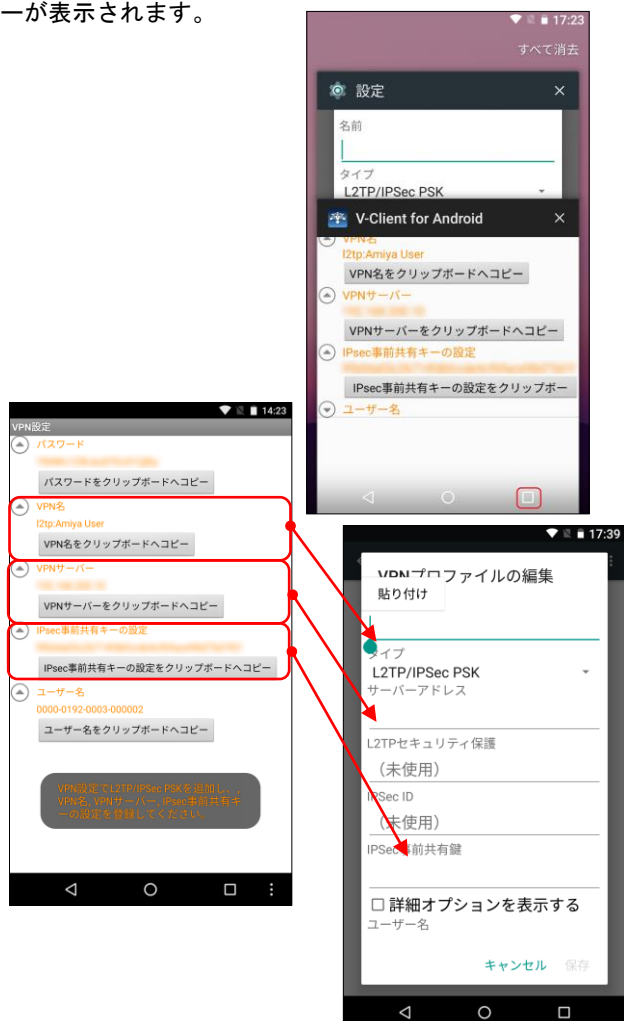 ーが表示されます。
17:23
すべて消去
設定
名前
タイプ
L2TP/IPSec PSK
V-Client for Android
VPN名
l2tp:Amiya User
VPN名をクリップボードへコピー
VPNサーバー
VPNサーバーをクリップボードへコピー
IPsec事前共有キーの設定
IPsec事前共有キーの設定をクリップボー
ユーザー名
14:23
VPN設定
パスワード
パスワードをクリップボードへコピー
VPN名
l2tp:Amiya User
VPN名をクリップボードへコピー
VPNサーバー
VPNサーバーをクリップボードへコピー
IPsec事前共有キーの設定
IPsec事前共有キーの設定をクリップボードへコピー
ユーザー名
0000-0192-0003-000002
ユーザー名をクリップボードへコピー
VPN設定でL2TP/IPSec PSKを追加し、,
VPN名, VPNサーバー, IPsec事前共有キ
ーの設定を登録してください。
17:39
VPNプロファイルの編集
貼り付け
タイプ
L2TP/IPSec PSK
サーバーアドレス
L2TPセキュリティ保護
（未使用）
IPSec ID
（未使用）
IPSec事前共有鍵
詳細オプションを表示する
ユーザー名
キャンセル
保存